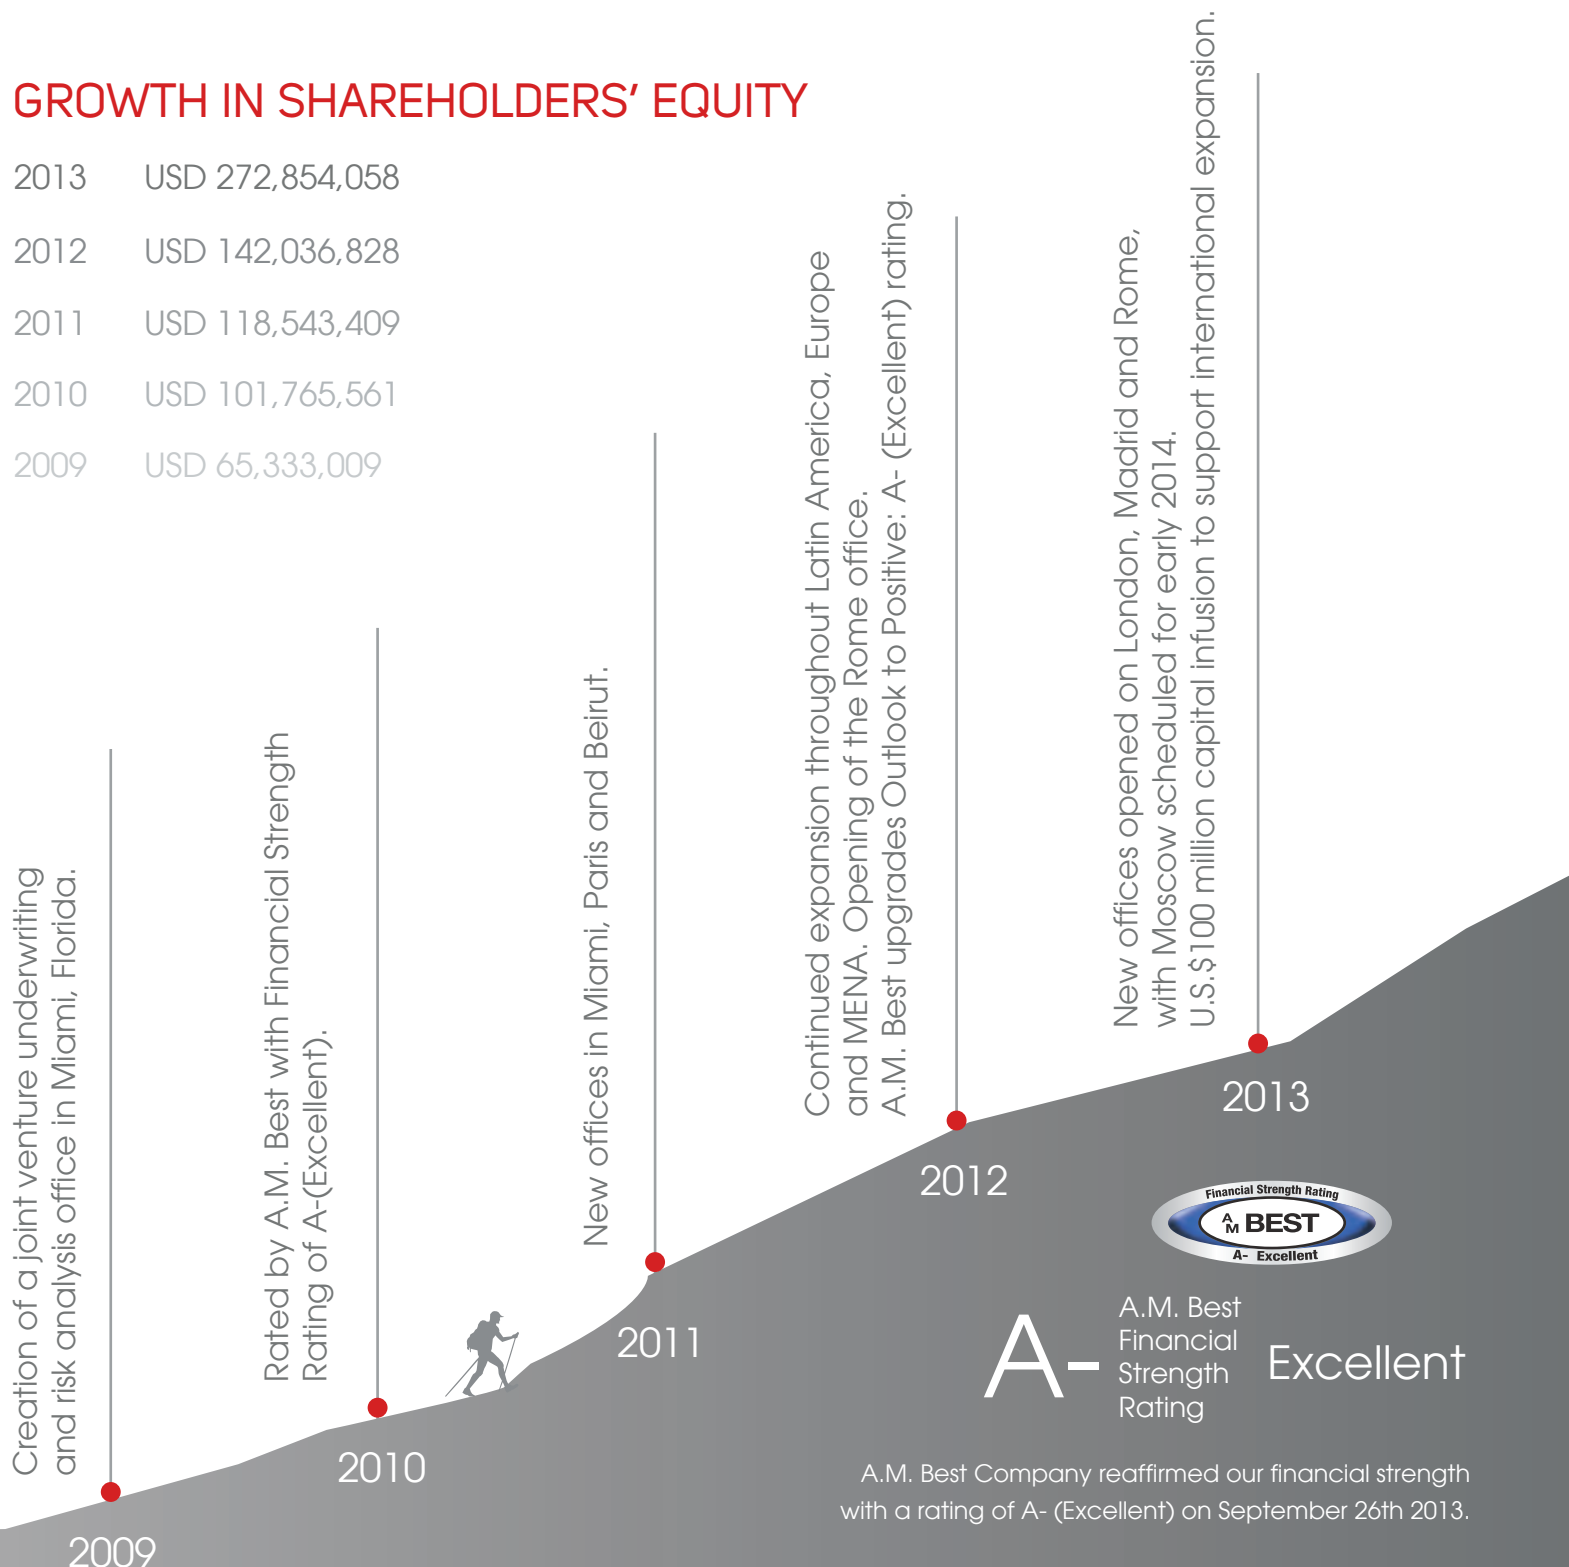 GROWTH IN SHAREHOLDERS' EQUITY
2013 USD 272,854,058
2012 USD 142,036,828
2011 USD 118,543,409
2010 USD 101,765,561
2009 USD 65,333,009
Creation of a joint venture underwriting
and risk analysis office in Miami, Florida.
2009
Rated by A.M. Best with Financial Strength
Rating of A-(Excellent).
2010
New offices in Miami, Paris and Beirut.
2011
Continued expansion throughout Latin America, Europe
and MENA. Opening of the Rome office.
A.M. Best upgrades Outlook to Positive: A- (Excellent) rating.
2012
New offices opened on London, Madrid and Rome,
with Moscow scheduled for early 2014.
U.S.$100 million capital infusion to support international expansion.
2013
Financial Strength Rating
AM BEST
A- Excellent
A-
A.M. Best
Financial
Strength
Rating
Excellent
A.M. Best Company reaffirmed our financial strength
with a rating of A- (Excellent) on September 26th 2013.